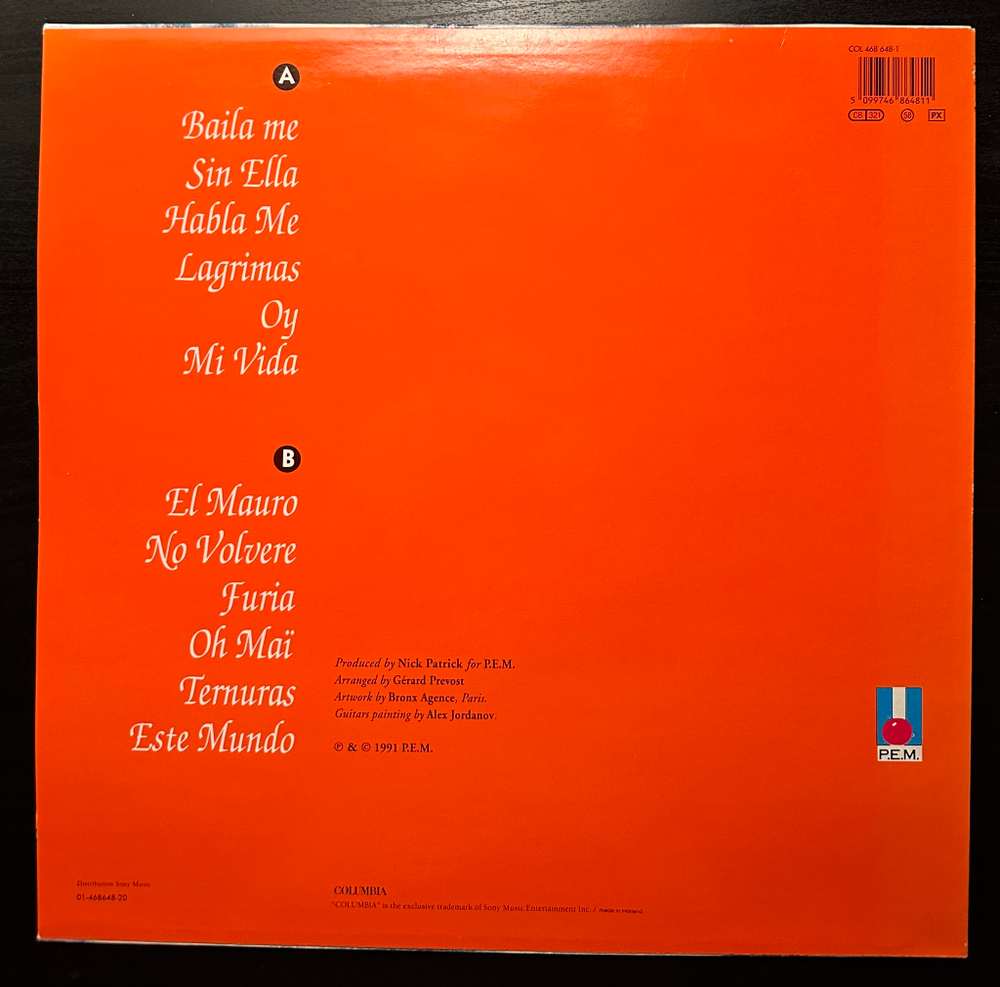 A
Baila me
Sin Ella
Habla Me
Lagrimas
Oy
Mi Vida
B
El Mauro
No Volvere
Furia
Oh Maï
Ternuras
Este Mundo
Produced by Nick Patrick for P.E.M.
Arranged by Gérard Prevost
Artwork by Bronx Agence, Paris.
Guitars painting by Alex Jordanov.
℗ & © 1991 P.E.M.
COL 468 648-1
5 099746 864811
CB 321 58 PX
P.E.M.
Distribution Sony Music
01-468648-20
COLUMBIA
"COLUMBIA" is the exclusive trademark of Sony Music Entertainment Inc. / made in Holland